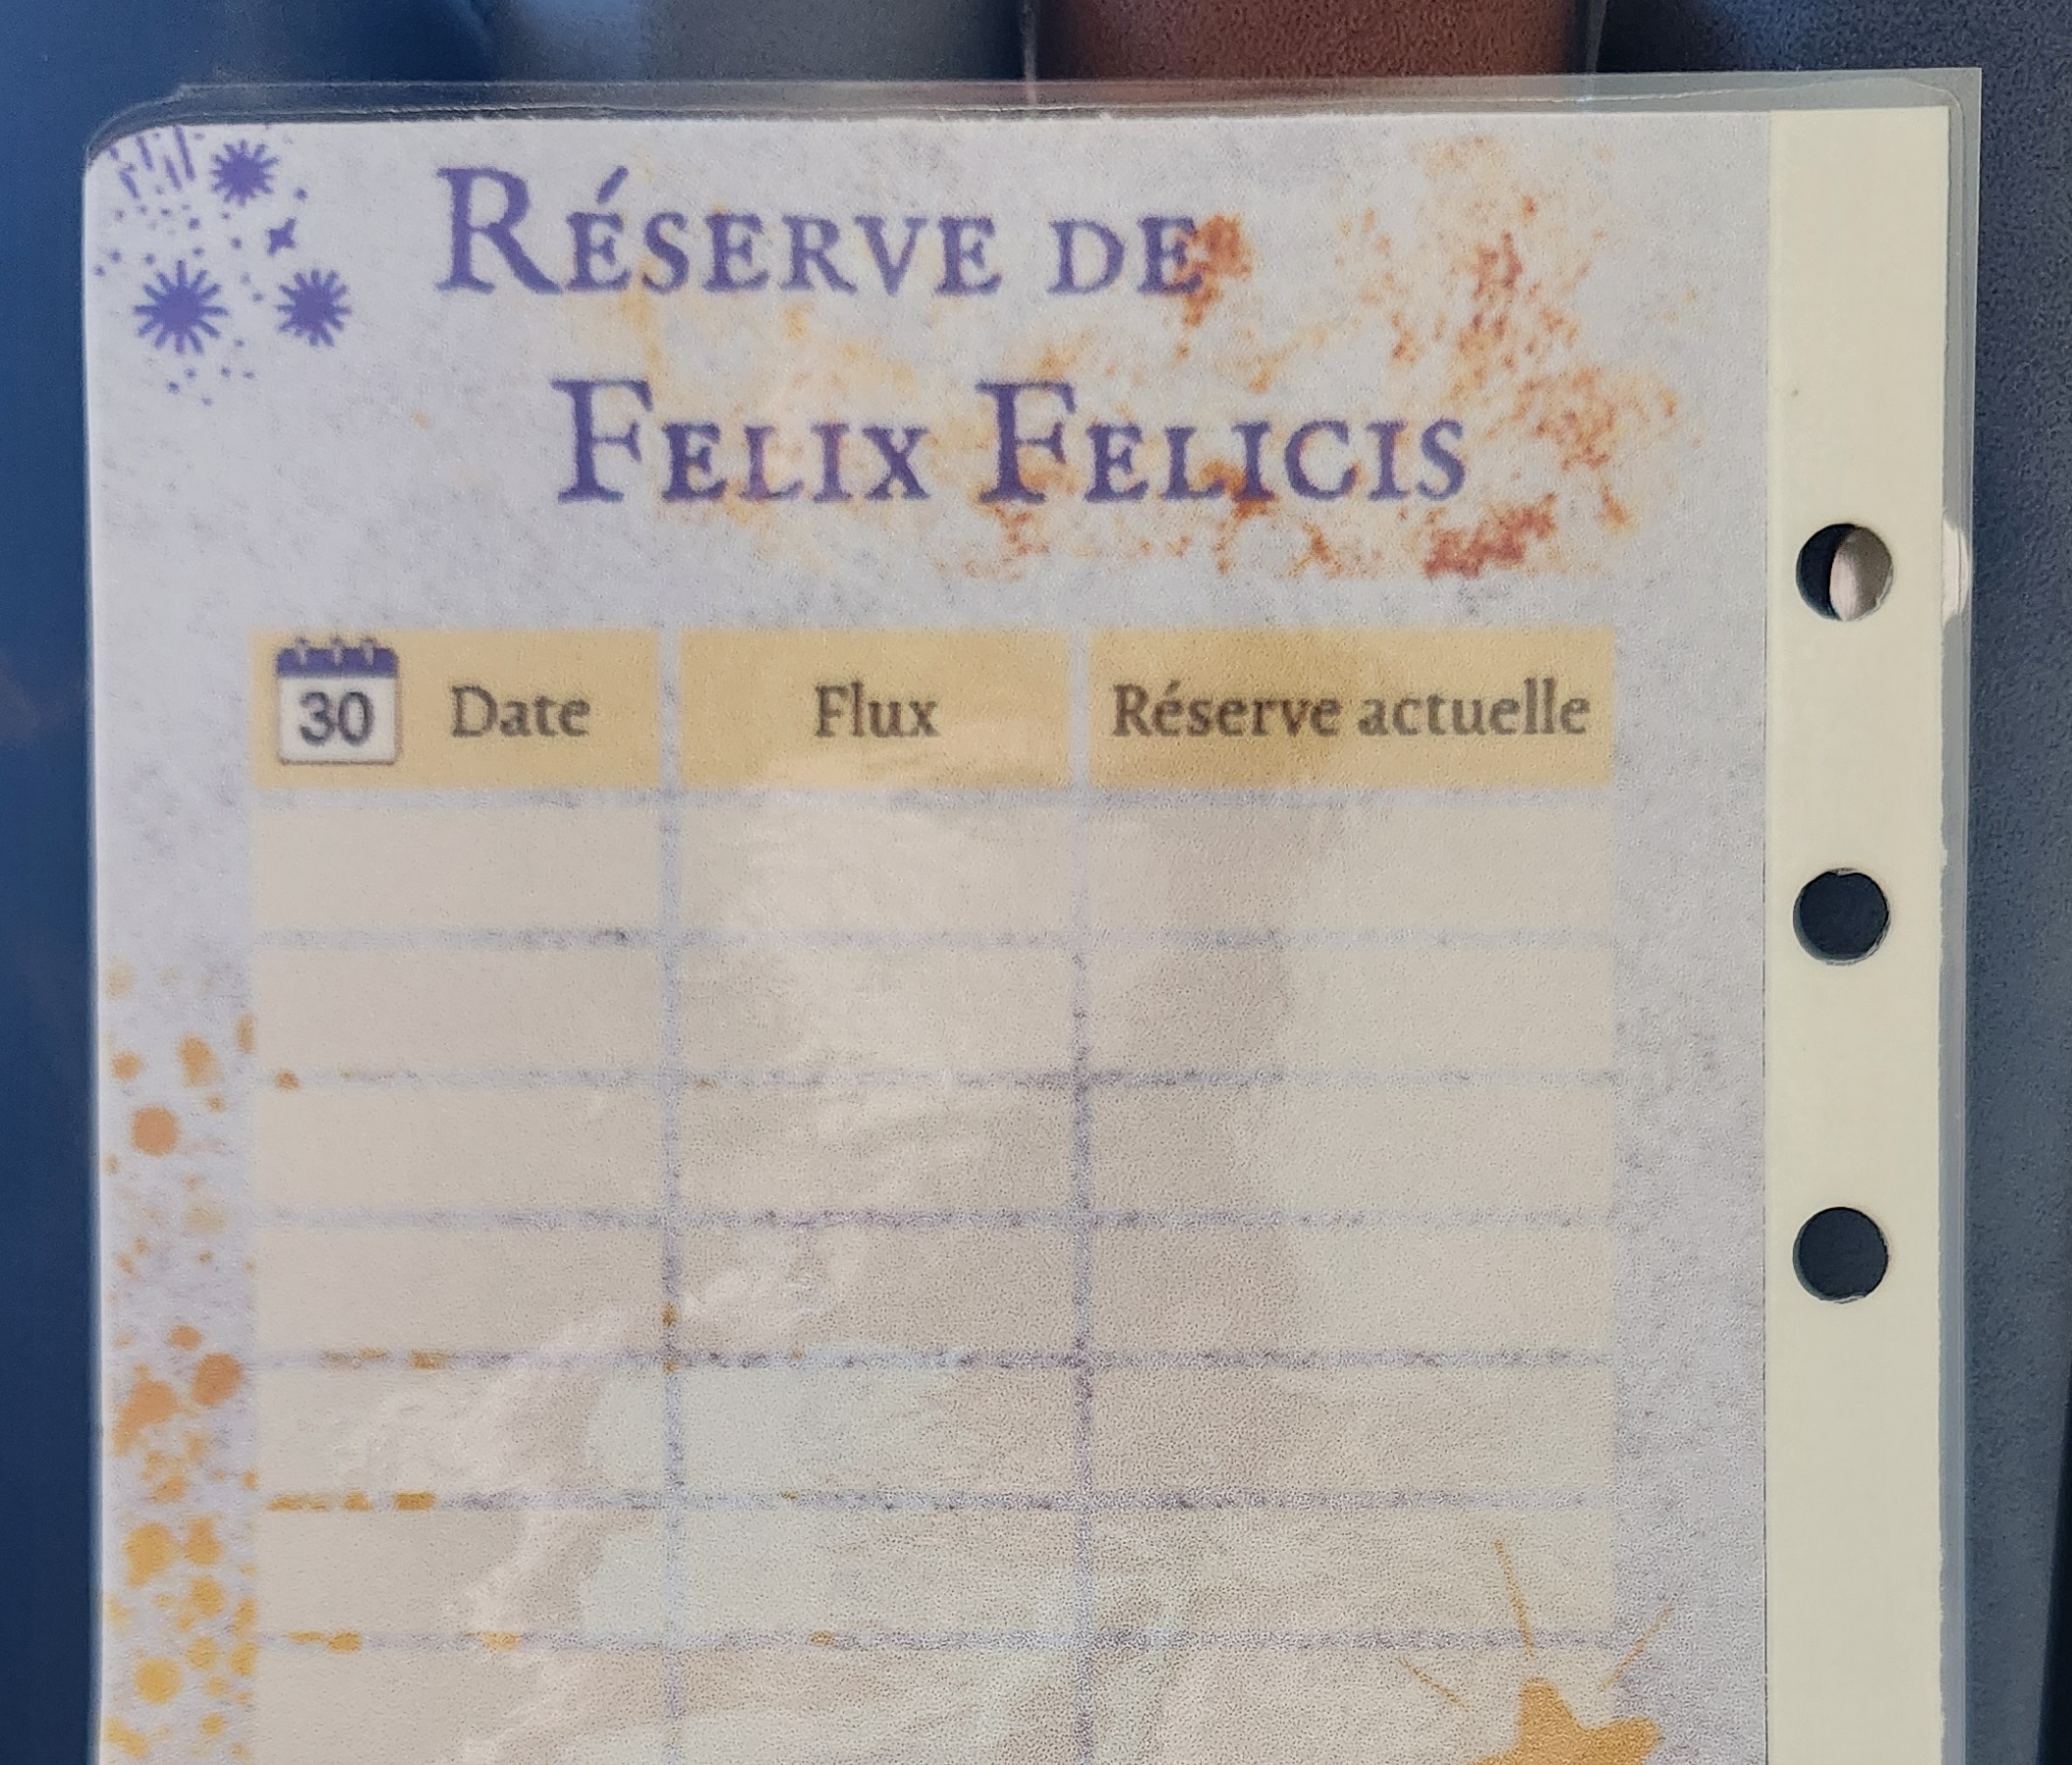 Réserve de
Felix Felicis
30 Date Flux Réserve actuelle